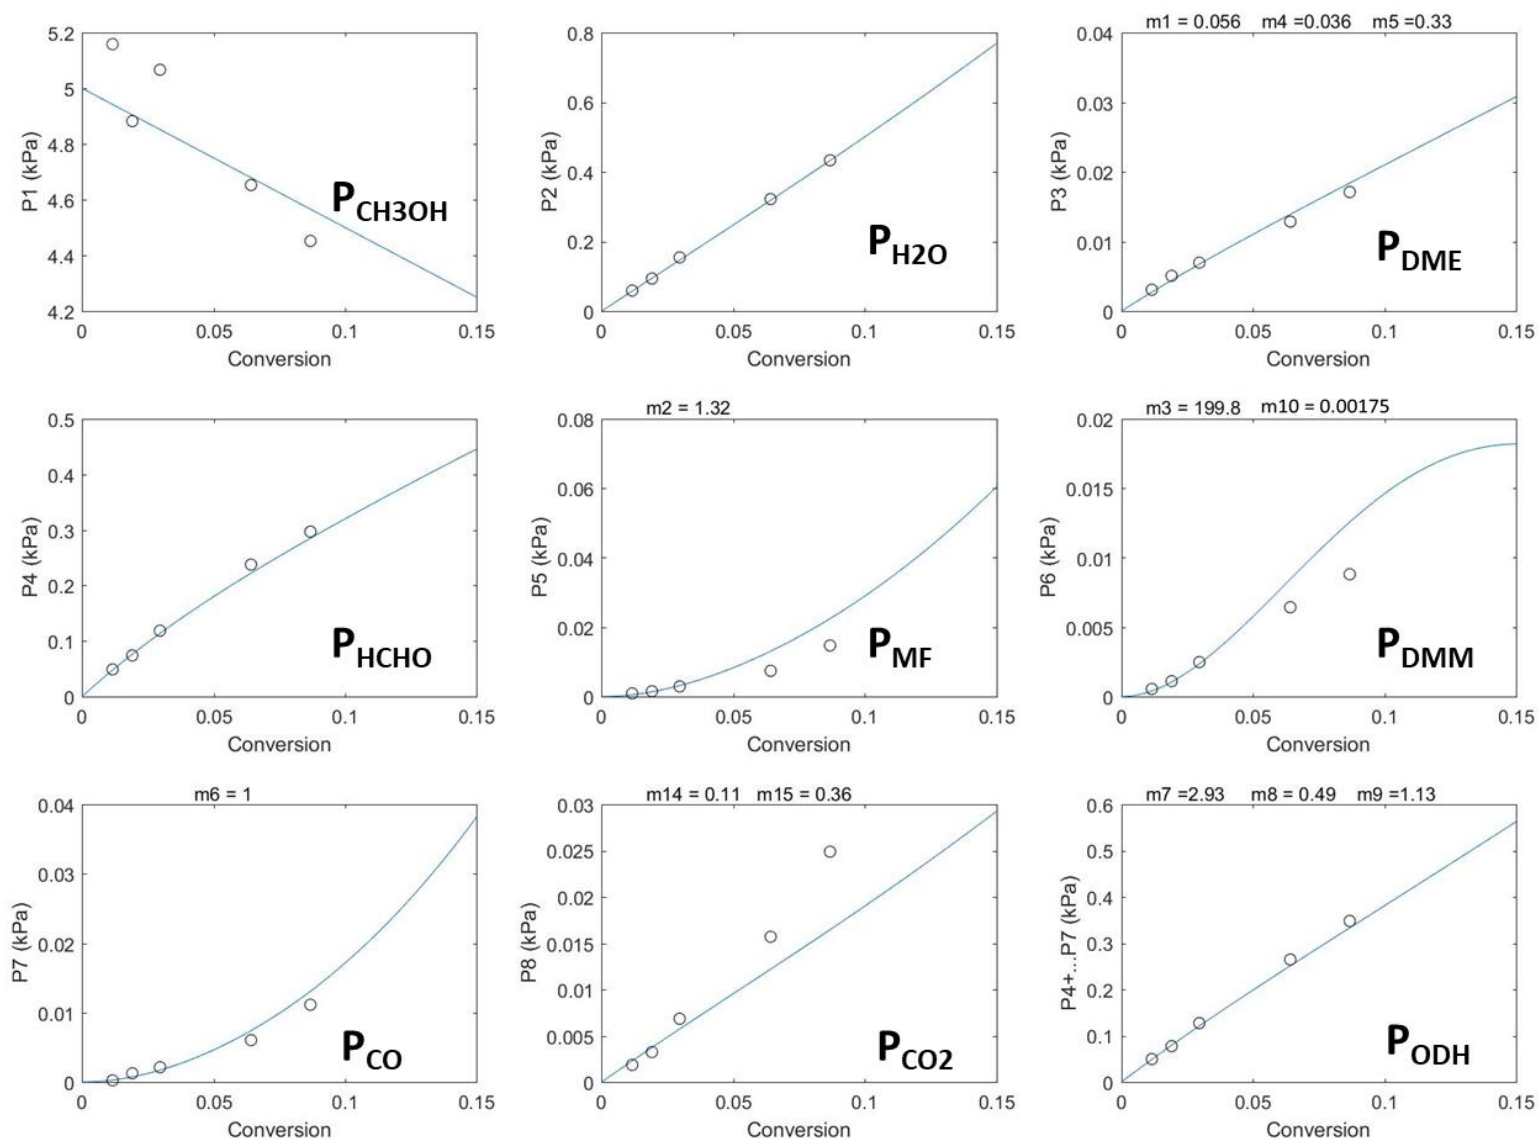 m1 = 0.056 m4 =0.036 m5 =0.33
5.2
5
4.8
4.6
4.4
4.2
P1 (kPa)
P_CH3OH
0 0.05 0.1 0.15
Conversion
0.8
0.6
0.4
0.2
0
P2 (kPa)
P_H2O
0 0.05 0.1 0.15
Conversion
0.04
0.03
0.02
0.01
0
P3 (kPa)
P_DME
0 0.05 0.1 0.15
Conversion
0.5
0.4
0.3
0.2
0.1
0
P4 (kPa)
P_HCHO
0 0.05 0.1 0.15
Conversion
m2 = 1.32
0.08
0.06
0.04
0.02
0
P5 (kPa)
P_MF
0 0.05 0.1 0.15
Conversion
m3 = 199.8 m10 = 0.00175
0.02
0.015
0.01
0.005
0
P6 (kPa)
P_DMM
0 0.05 0.1 0.15
Conversion
m6 = 1
0.04
0.03
0.02
0.01
0
P7 (kPa)
P_CO
0 0.05 0.1 0.15
Conversion
m14 = 0.11 m15 = 0.36
0.03
0.025
0.02
0.015
0.01
0.005
0
P8 (kPa)
P_CO2
0 0.05 0.1 0.15
Conversion
m7 =2.93 m8 = 0.49 m9 =1.13
0.6
0.5
0.4
0.3
0.2
0.1
0
P4+...P7 (kPa)
P_ODH
0 0.05 0.1 0.15
Conversion